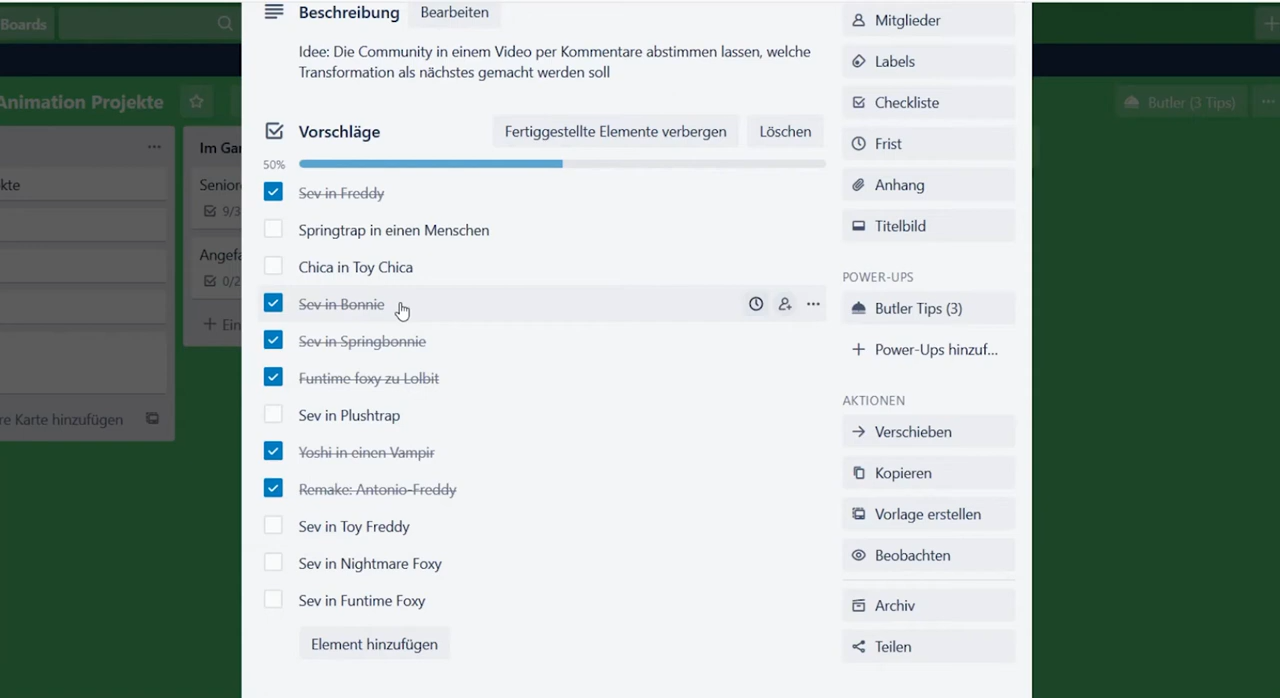 Boards
Animation Projekte
Butler (3 Tips)
Im
kte
9/3
0/2
re Karte hinzufügen
Beschreibung
Bearbeiten
Idee: Die Community in einem Video per Kommentare abstimmen lassen, welche
Transformation als nächstes gemacht werden soll
Vorschläge
Fertiggestellte Elemente verbergen
Löschen
50%
Sev in Freddy
Springtrap in einen Menschen
Chica in Toy Chica
Sev in Bonnie
Sev in Springbonnie
Funtime foxy zu Lolbit
Sev in Plushtrap
Yoshi in einen Vampir
Remake: Antonio-Freddy
Sev in Toy Freddy
Sev in Nightmare Foxy
Sev in Funtime Foxy
Element hinzufügen
Mitglieder
Labels
Checkliste
Frist
Anhang
Titelbild
POWER-UPS
Butler Tips (3)
Power-Ups hinzuf...
AKTIONEN
Verschieben
Kopieren
Vorlage erstellen
Beobachten
Archiv
Teilen